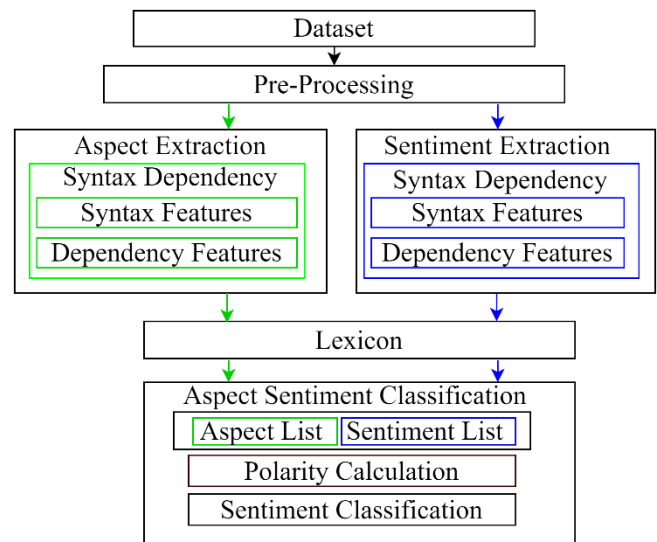 Dataset
Pre-Processing
Aspect Extraction
Syntax Dependency
Syntax Features
Dependency Features
Sentiment Extraction
Syntax Dependency
Syntax Features
Dependency Features
Lexicon
Aspect Sentiment Classification
Aspect List
Sentiment List
Polarity Calculation
Sentiment Classification